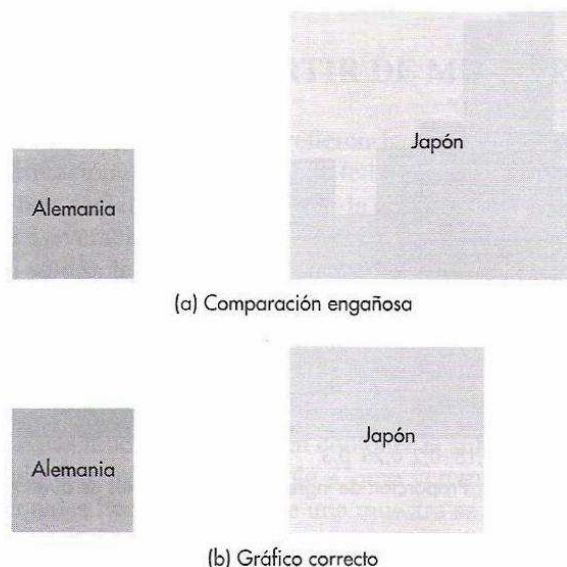 Japón
Alemania
(a) Comparación engañosa
Japón
Alemania
(b) Gráfico correcto